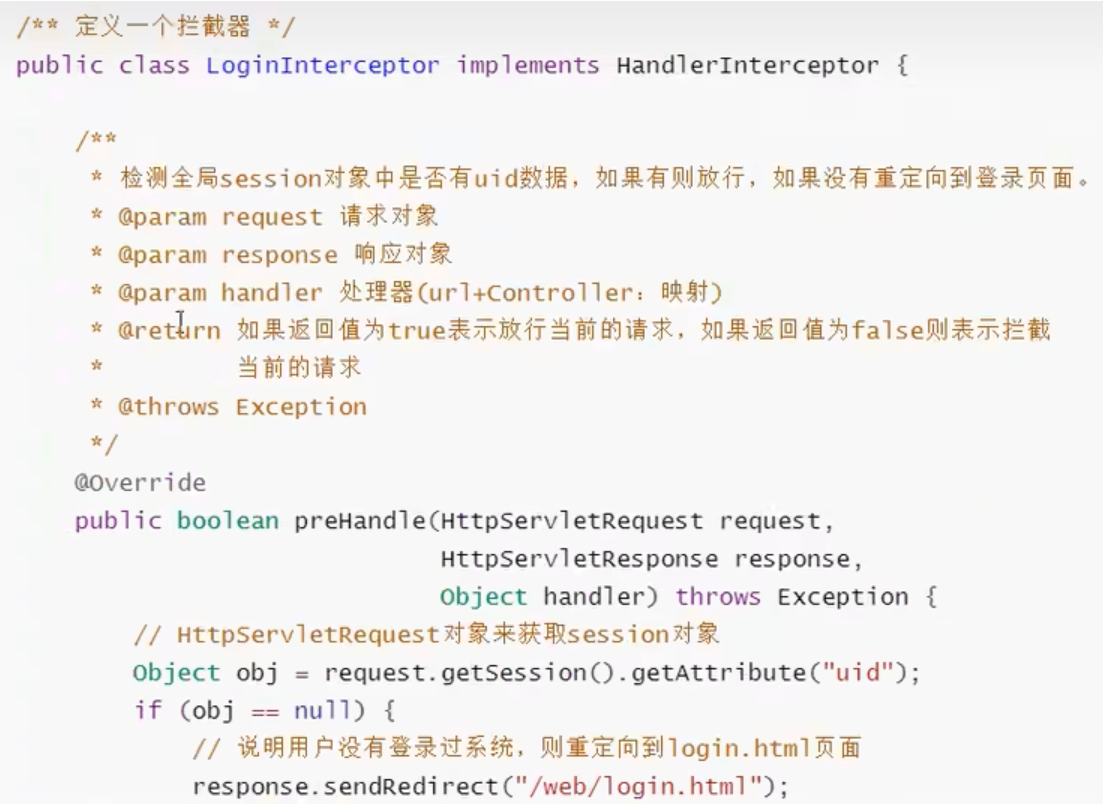 /** 定义一个拦截器 */
public class LoginInterceptor implements HandlerInterceptor {
/**
* 检测全局session对象中是否有uid数据，如果有则放行，如果没有重定向到登录页面。
* @param request 请求对象
* @param response 响应对象
* @param handler 处理器(url+Controller：映射)
* @return 如果返回值为true表示放行当前的请求，如果返回值为false则表示拦截
* 当前的请求
* @throws Exception
*/
@Override
public boolean preHandle(HttpServletRequest request,
HttpServletResponse response,
Object handler) throws Exception {
// HttpServletRequest对象来获取session对象
Object obj = request.getSession().getAttribute("uid");
if (obj == null) {
// 说明用户没有登录过系统，则重定向到login.html页面
response.sendRedirect("/web/login.html");